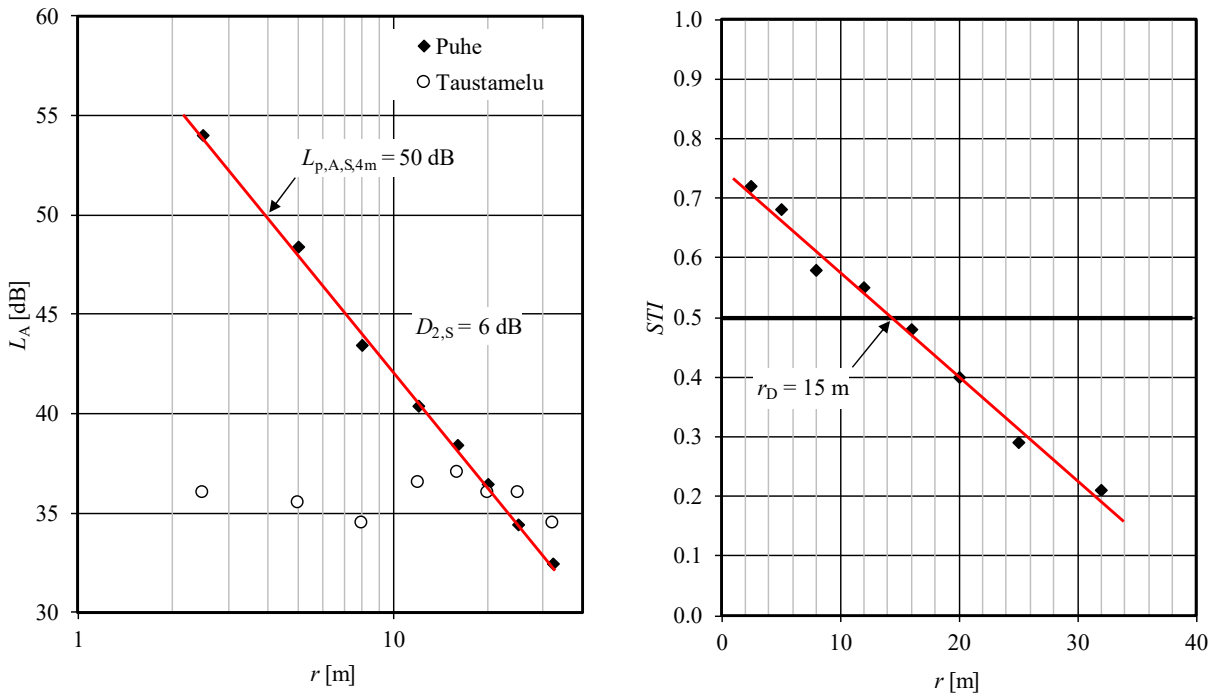 60
55
50
45
40
35
30
L_A [dB]
◆ Puhe
○ Taustamelu
L_p,A,S,4m = 50 dB
D_2,S = 6 dB
1
10
r [m]
1.0
0.9
0.8
0.7
0.6
0.5
0.4
0.3
0.2
0.1
0.0
STI
r_D = 15 m
0
10
20
30
40
r [m]